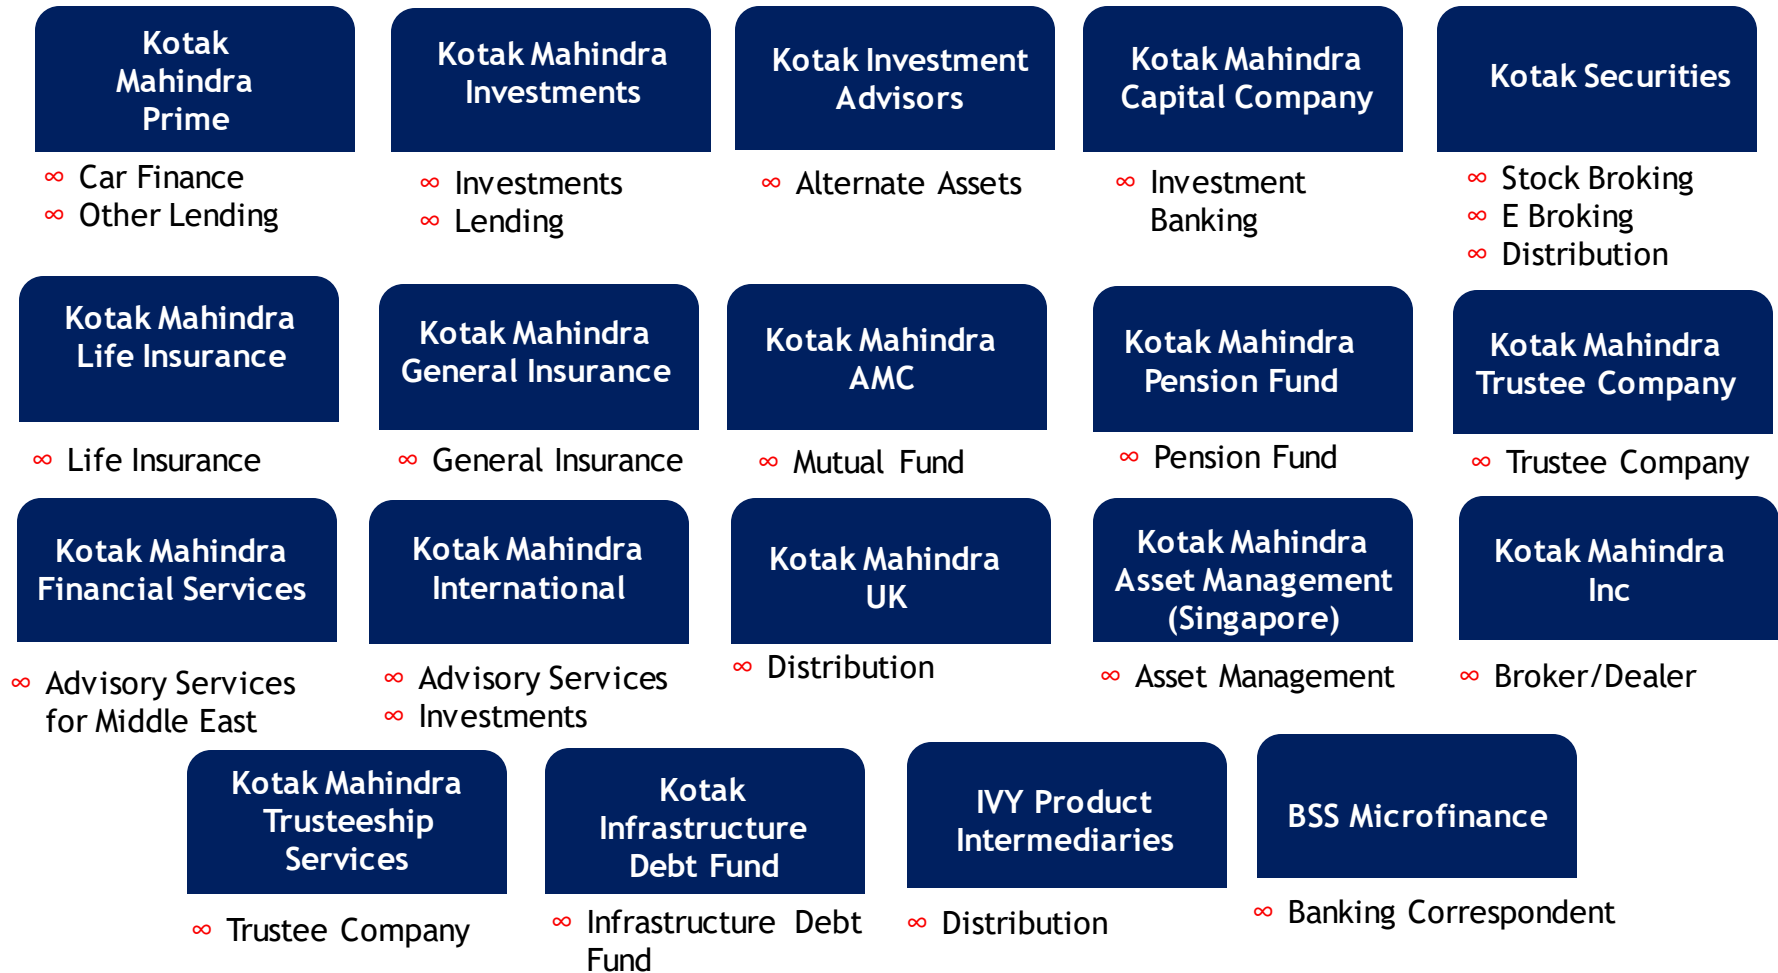 Kotak
Mahindra
Prime
∞ Car Finance
∞ Other Lending
Kotak Mahindra
Investments
∞ Investments
∞ Lending
Kotak Investment
Advisors
∞ Alternate Assets
Kotak Mahindra
Capital Company
∞ Investment
Banking
Kotak Securities
∞ Stock Broking
∞ E Broking
∞ Distribution
Kotak Mahindra
Life Insurance
∞ Life Insurance
Kotak Mahindra
General Insurance
∞ General Insurance
Kotak Mahindra
AMC
∞ Mutual Fund
Kotak Mahindra
Pension Fund
∞ Pension Fund
Kotak Mahindra
Trustee Company
∞ Trustee Company
Kotak Mahindra
Financial Services
∞ Advisory Services
for Middle East
Kotak Mahindra
International
∞ Advisory Services
∞ Investments
Kotak Mahindra
UK
∞ Distribution
Kotak Mahindra
Asset Management
(Singapore)
∞ Asset Management
Kotak Mahindra
Inc
∞ Broker/Dealer
Kotak Mahindra
Trusteeship
Services
∞ Trustee Company
Kotak
Infrastructure
Debt Fund
∞ Infrastructure Debt
Fund
IVY Product
Intermediaries
∞ Distribution
BSS Microfinance
∞ Banking Correspondent